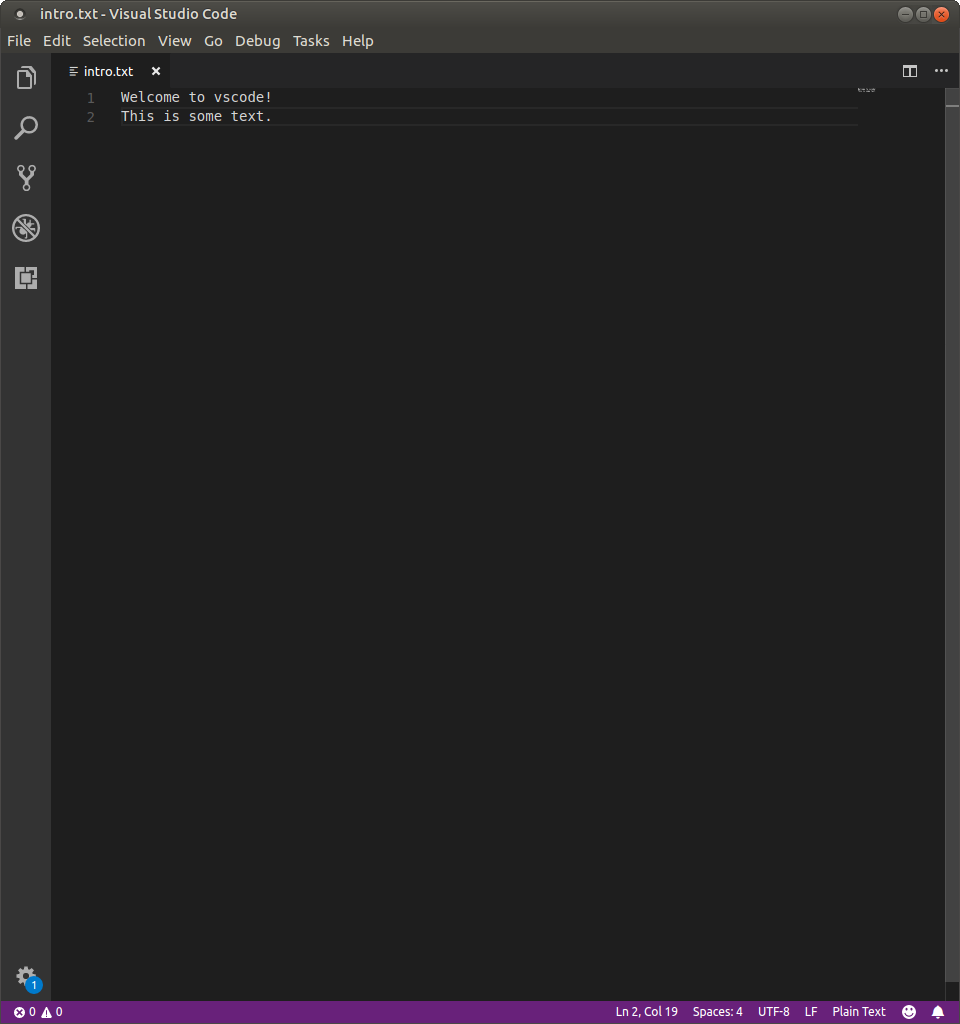 intro.txt - Visual Studio Code
File Edit Selection View Go Debug Tasks Help
intro.txt
1 Welcome to vscode!
2 This is some text.
1
0 0 Ln 2, Col 19 Spaces: 4 UTF-8 LF Plain Text